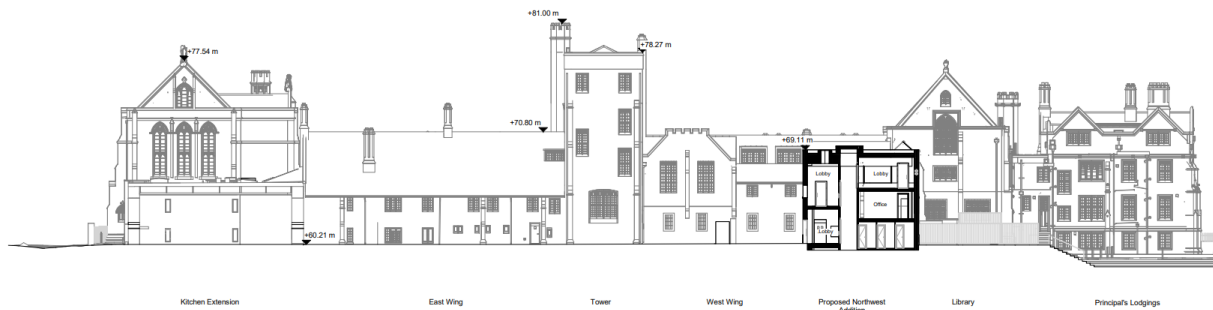 +81.00 m
+78.27 m
+77.54 m
+70.80 m
+69.11 m
Lobby
Lobby
Office
Lobby
+60.21 m
Kitchen Extension
East Wing
Tower
West Wing
Proposed Northwest
Addition
Library
Principal's Lodgings